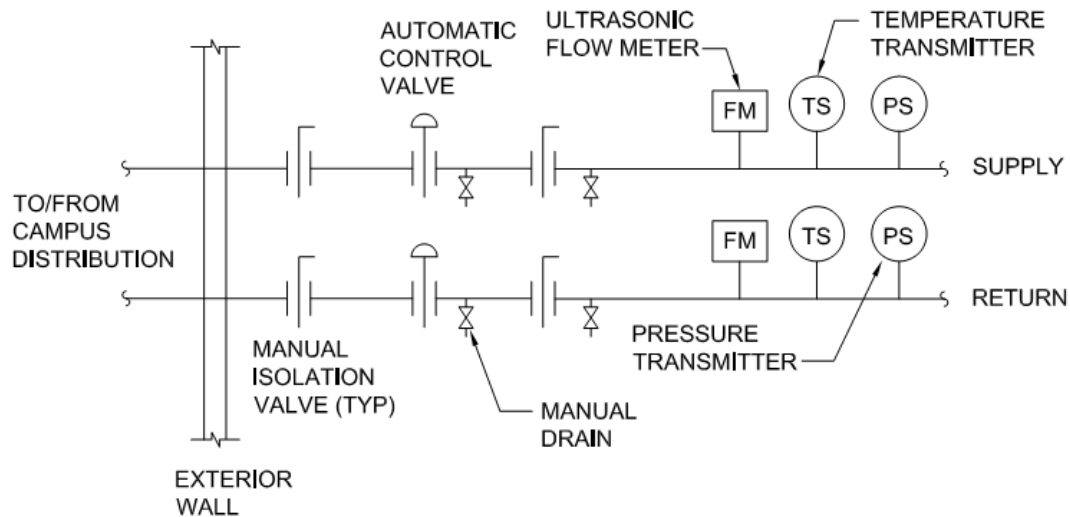 AUTOMATIC
CONTROL
VALVE
ULTRASONIC
FLOW METER
TEMPERATURE
TRANSMITTER
FM
TS
PS
SUPPLY
TO/FROM
CAMPUS
DISTRIBUTION
FM
TS
PS
RETURN
MANUAL
ISOLATION
VALVE (TYP)
PRESSURE
TRANSMITTER
MANUAL
DRAIN
EXTERIOR
WALL